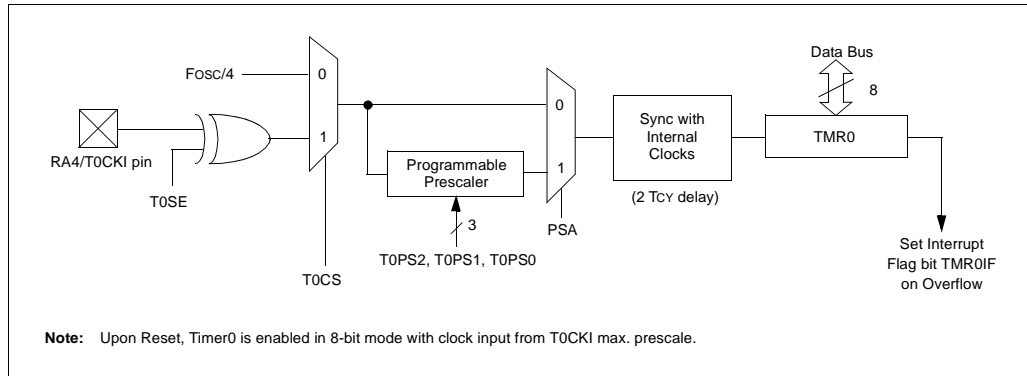 Data Bus
8
FOSC/4
0
1
RA4/T0CKI pin
T0SE
T0CS
Programmable
Prescaler
3
T0PS2, T0PS1, T0PS0
0
1
PSA
Sync with
Internal
Clocks
(2 TCY delay)
TMR0
Set Interrupt
Flag bit TMR0IF
on Overflow
Note: Upon Reset, Timer0 is enabled in 8-bit mode with clock input from T0CKI max. prescale.